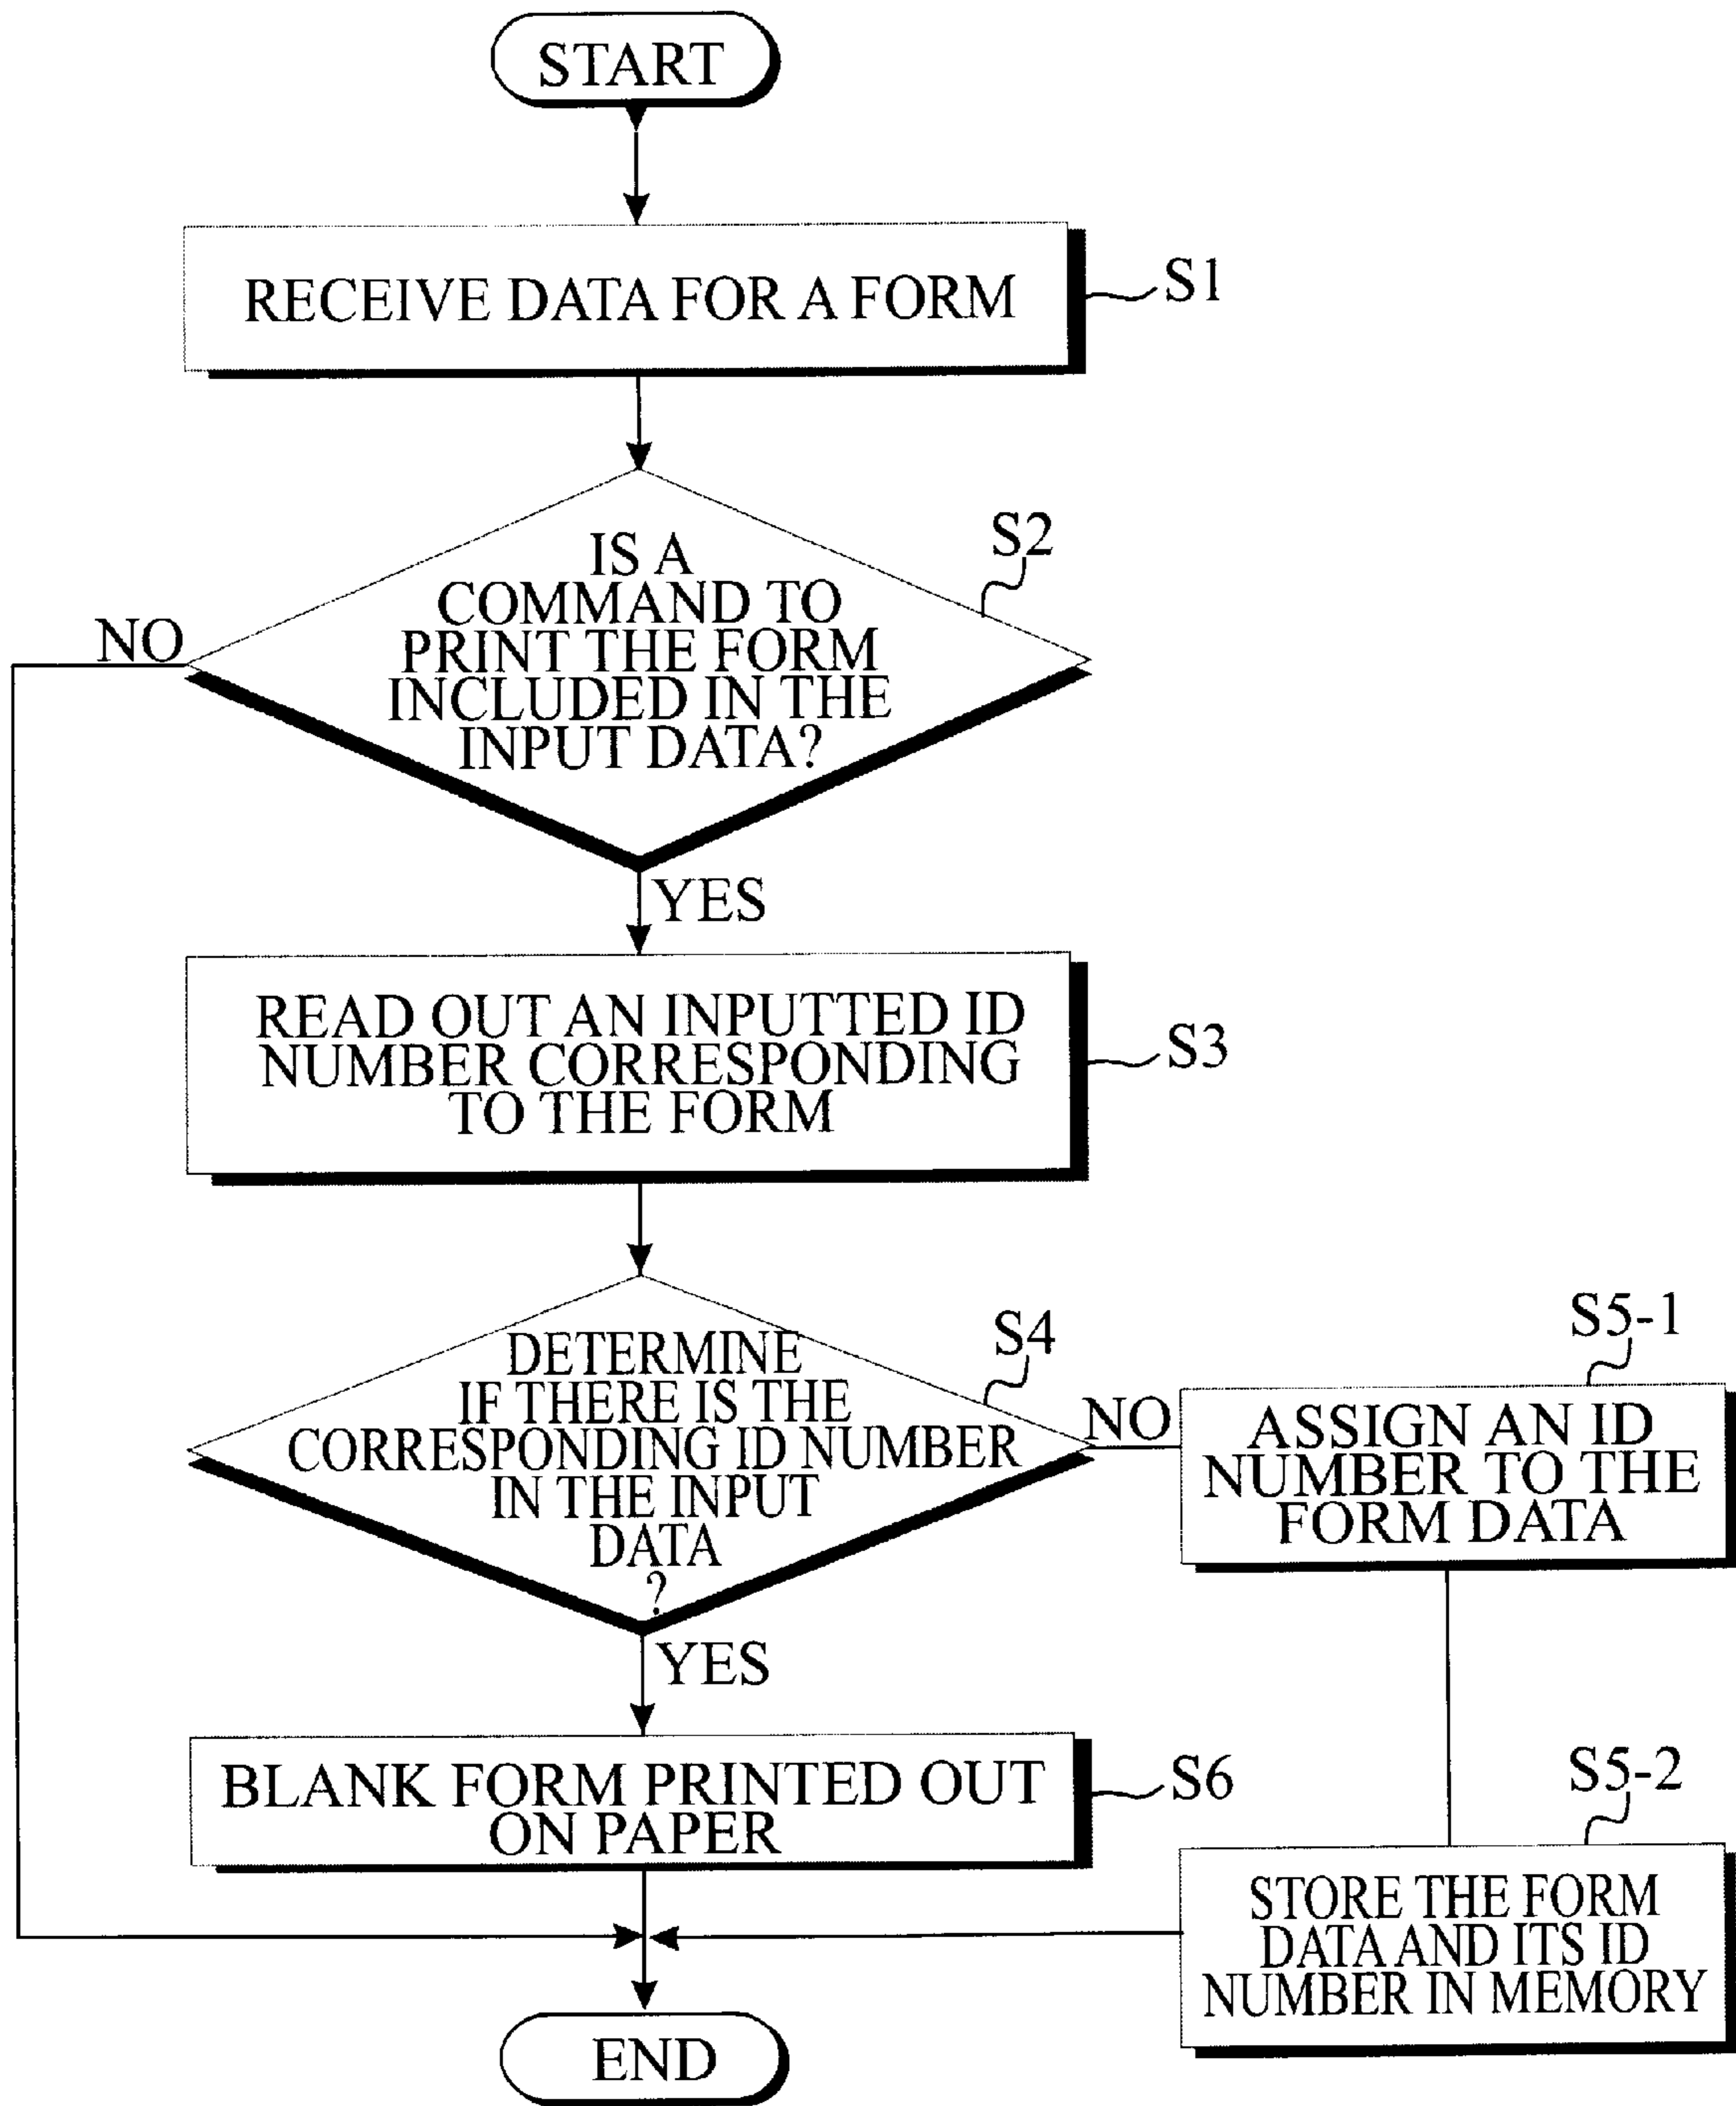 START
RECEIVE DATA FOR A FORM
S1
IS A
COMMAND TO
PRINT THE FORM
INCLUDED IN THE
INPUT DATA?
S2
NO
YES
READ OUT AN INPUTTED ID
NUMBER CORRESPONDING
TO THE FORM
S3
DETERMINE
IF THERE IS THE
CORRESPONDING ID NUMBER
IN THE INPUT
DATA
?
S4
NO
S5-1
ASSIGN AN ID
NUMBER TO THE
FORM DATA
YES
BLANK FORM PRINTED OUT
ON PAPER
S6
S5-2
STORE THE FORM
DATA AND ITS ID
NUMBER IN MEMORY
END